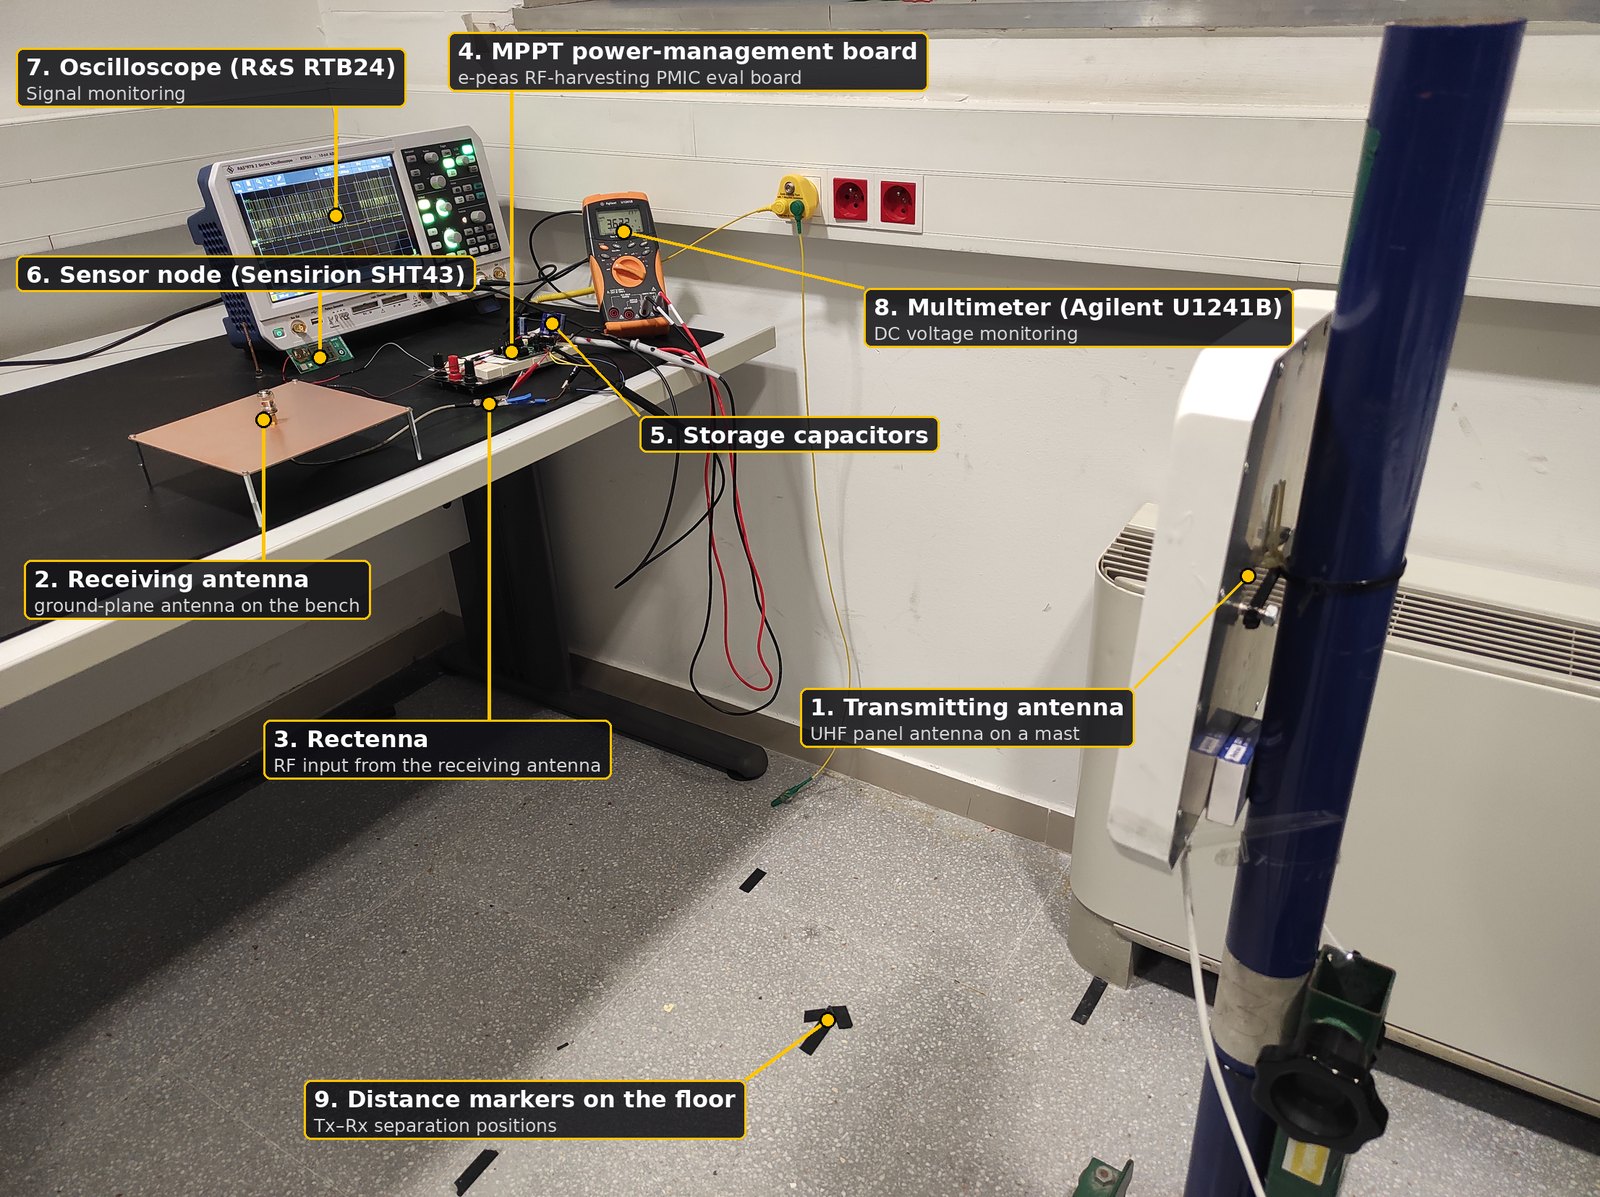 7. Oscilloscope (R&S RTB24)
Signal monitoring
4. MPPT power-management board
e-peas RF-harvesting PMIC eval board
6. Sensor node (Sensirion SHT43)
8. Multimeter (Agilent U1241B)
DC voltage monitoring
5. Storage capacitors
2. Receiving antenna
ground-plane antenna on the bench
3. Rectenna
RF input from the receiving antenna
1. Transmitting antenna
UHF panel antenna on a mast
9. Distance markers on the floor
Tx–Rx separation positions